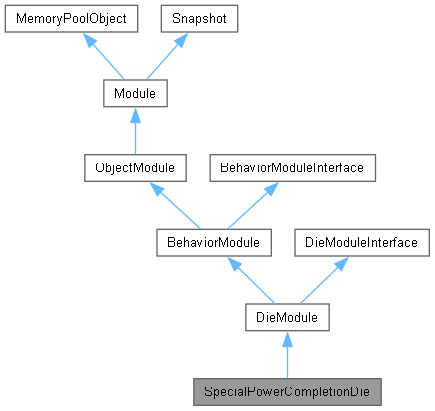 MemoryPoolObject
Snapshot
Module
ObjectModule
BehaviorModuleInterface
BehaviorModule
DieModuleInterface
DieModule
SpecialPowerCompletionDie